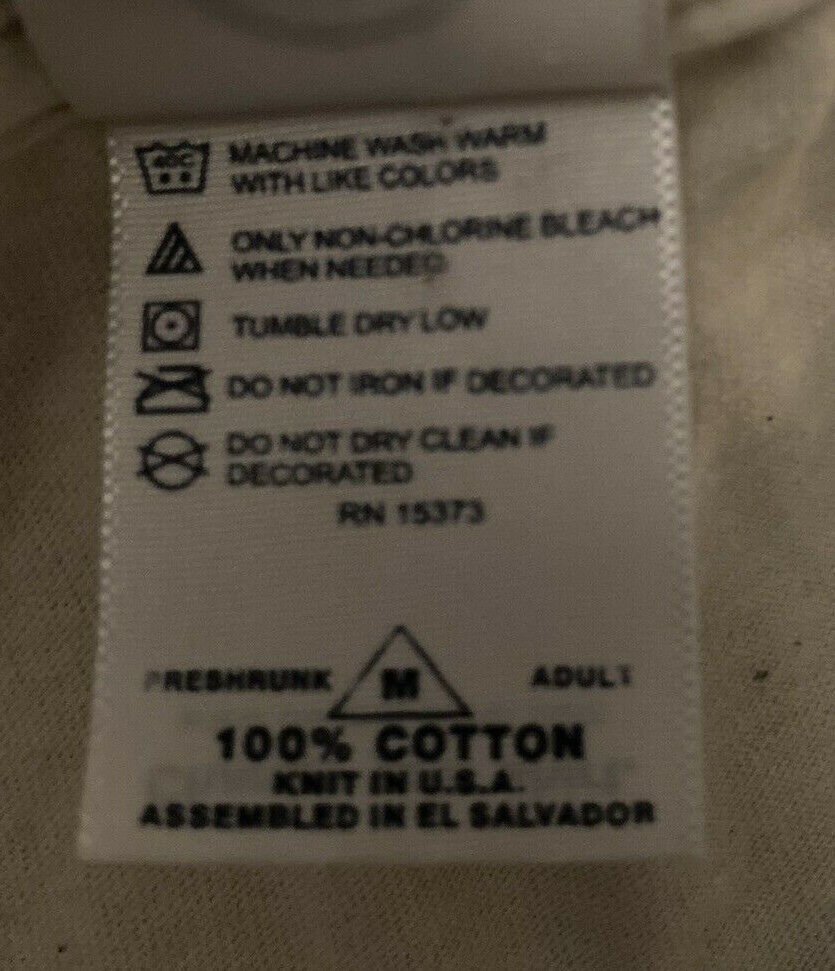 40C
MACHINE WASH WARM
WITH LIKE COLORS
ONLY NON-CHLORINE BLEACH
WHEN NEEDED
TUMBLE DRY LOW
DO NOT IRON IF DECORATED
DO NOT DRY CLEAN IF
DECORATED
RN 15373
PRESHRUNK M ADULT
100% COTTON
KNIT IN U.S.A.
ASSEMBLED IN EL SALVADOR